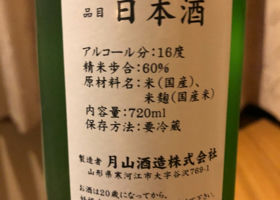 品目 日本酒
アルコール分：16度
精米歩合：60%
原材料名：米(国産)、
米麹(国産米)
内容量：720ml
保存方法：要冷蔵
製造者 月山酒造株式会社
山形県寒河江市大字谷沢769-1
お酒は20歳になってから。